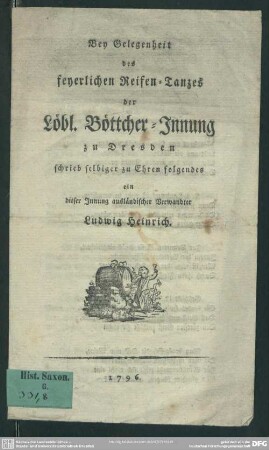 Bey Gelegenheit
des
feyerlichen Reifen-Tanzes
der
Löbl. Böttcher-Innung
zu Dresden
schrieb selbiger zu Ehren folgendes
ein
dieser Innung ausländischer Verwandter
Ludwig Heinrich.
Hist. Saxon.
1796.